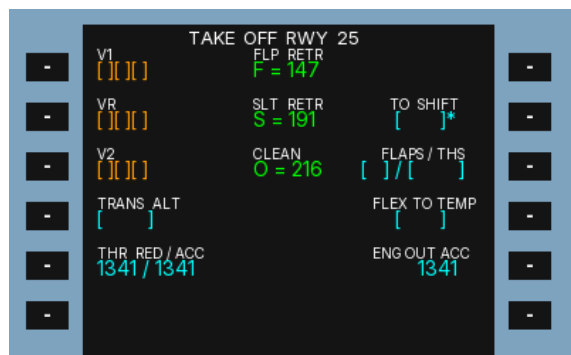 TAKE OFF RWY 25
V1 FLP RETR
[ ][ ][ ] F = 147
VR SLT RETR TO SHIFT
[ ][ ][ ] S = 191 [ ]*
V2 CLEAN FLAPS / THS
[ ][ ][ ] O = 216 [ ] / [ ]
TRANS ALT FLEX TO TEMP
[ ] [ ]
THR RED / ACC ENG OUT ACC
1341 / 1341 1341